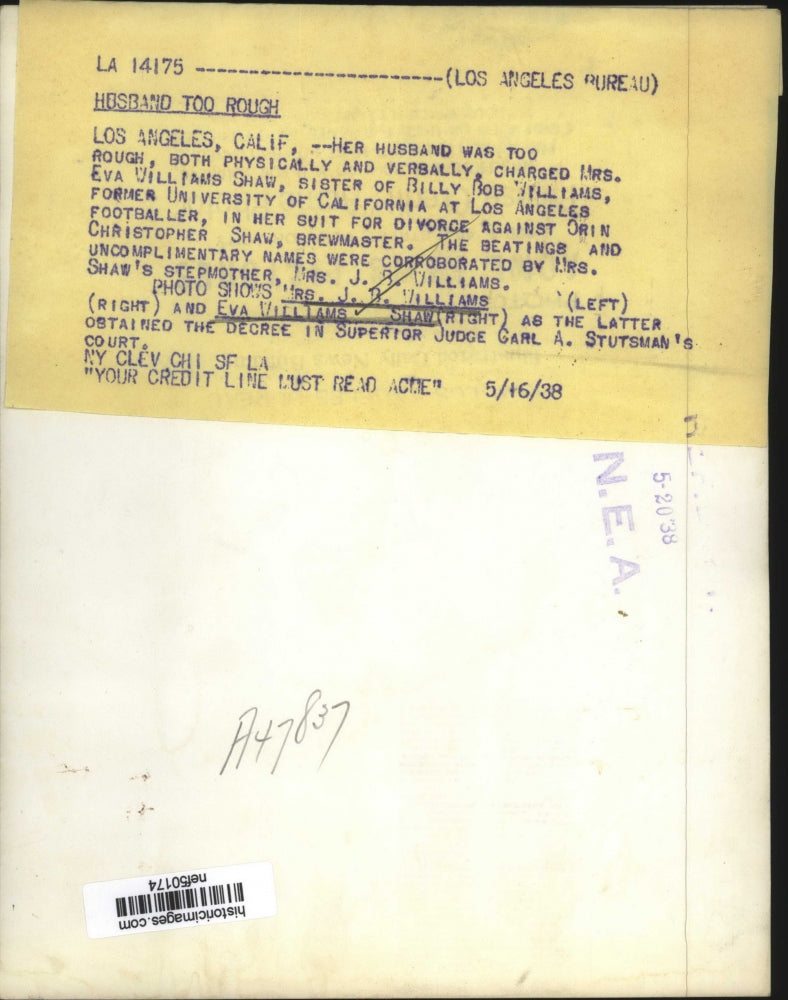 LA 14175 ------------------------(LOS ANGELES BUREAU)
HUSBAND TOO ROUGH
LOS ANGELES, CALIF, --HER HUSBAND WAS TOO
ROUGH, BOTH PHYSICALLY AND VERBALLY, CHARGED MRS.
EVA WILLIAMS SHAW, SISTER OF BILLY BOB WILLIAMS,
FORMER UNIVERSITY OF CALIFORNIA AT LOS ANGELES
FOOTBALLER, IN HER SUIT FOR DIVORCE AGAINST ORIN
CHRISTOPHER SHAW, BREWMASTER. THE BEATINGS AND
UNCOMPLIMENTARY NAMES WERE CORROBORATED BY MRS.
SHAW'S STEPMOTHER, MRS. J. B. WILLIAMS.
PHOTO SHOWS MRS. J. B. WILLIAMS (LEFT)
(RIGHT) AND EVA WILLIAMS SHAW(RIGHT) AS THE LATTER
OBTAINED THE DECREE IN SUPERIOR JUDGE CARL A. STUTSMAN'S
COURT.
NY CLEV CHI SF LA
"YOUR CREDIT LINE MUST READ ACME" 5/16/38
N.E.A.
5-20 38
A47837
historicimages.com
nef50174